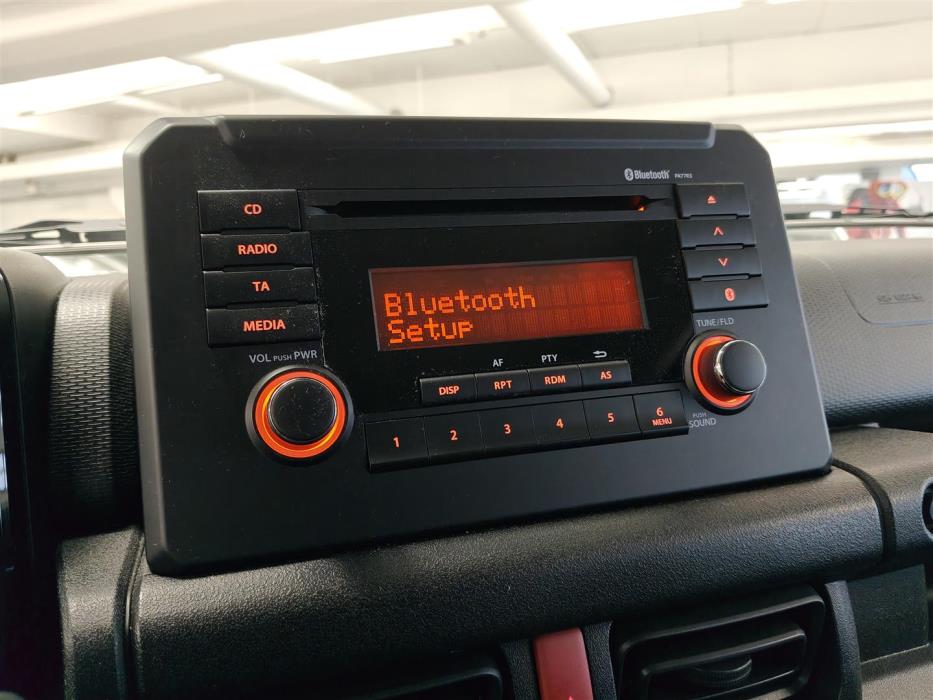 Bluetooth PA7763
CD
RADIO
TA
MEDIA
Bluetooth
Setup
VOL PUSH PWR
TUNE/FLD
AF PTY
DISP RPT RDM AS
1 2 3 4 5 6
MENU
PUSH
SOUND